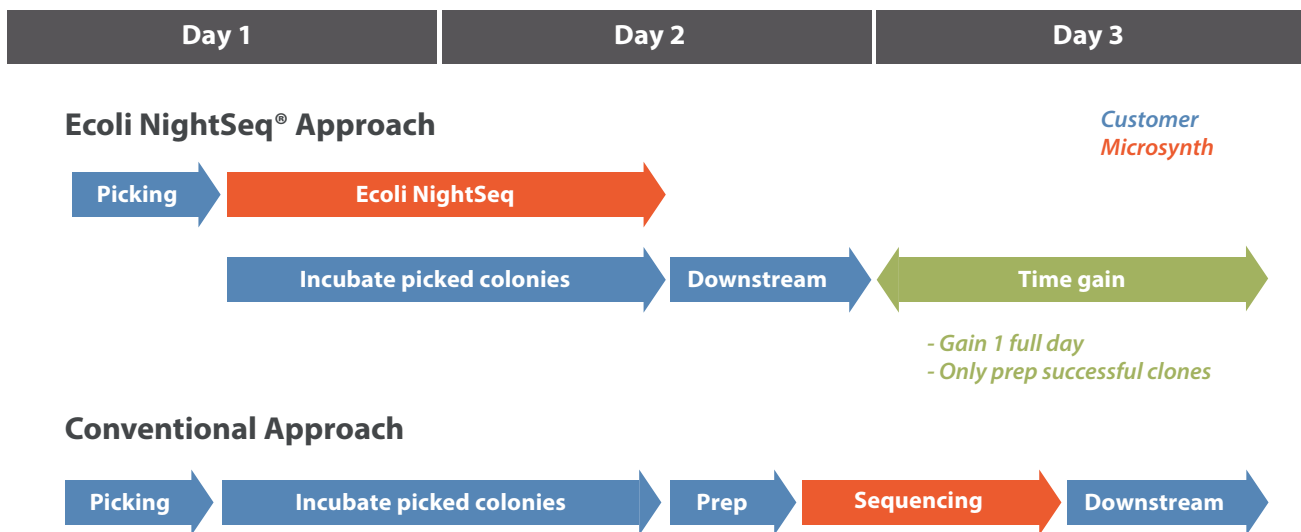 Day 1
Day 2
Day 3
Ecoli NightSeq® Approach
Customer
Microsynth
Picking
Ecoli NightSeq
Incubate picked colonies
Downstream
Time gain
- Gain 1 full day
- Only prep successful clones
Conventional Approach
Picking
Incubate picked colonies
Prep
Sequencing
Downstream